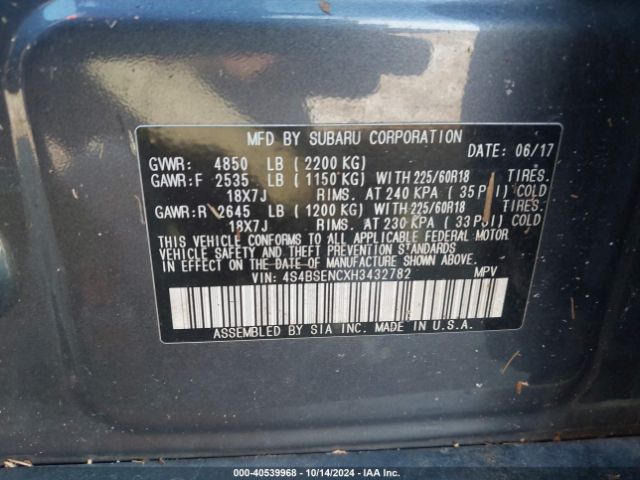 MFD BY SUBARU CORPORATION
GVWR: 4850 LB (2200 KG) DATE: 06/17
GAWR:F 2535 LB (1150 KG) WITH 225/60R18 TIRES.
18X7J RIMS. AT 240 KPA (35 PSI) COLD
GAWR:R 2645 LB (1200 KG) WITH 225/60R18 TIRES.
18X7J RIMS. AT 230 KPA (33 PSI) COLD
THIS VEHICLE CONFORMS TO ALL APPLICABLE FEDERAL MOTOR
VEHICLE SAFETY AND THEFT PREVENTION STANDARDS
IN EFFECT ON THE DATE OF MANUFACTURE SHOWN ABOVE.
VIN: 4S4BSENCXH3432782 MPV
ASSEMBLED BY SIA INC. MADE IN U.S.A.
000-40539968 - 10/14/2024 - IAA Inc.